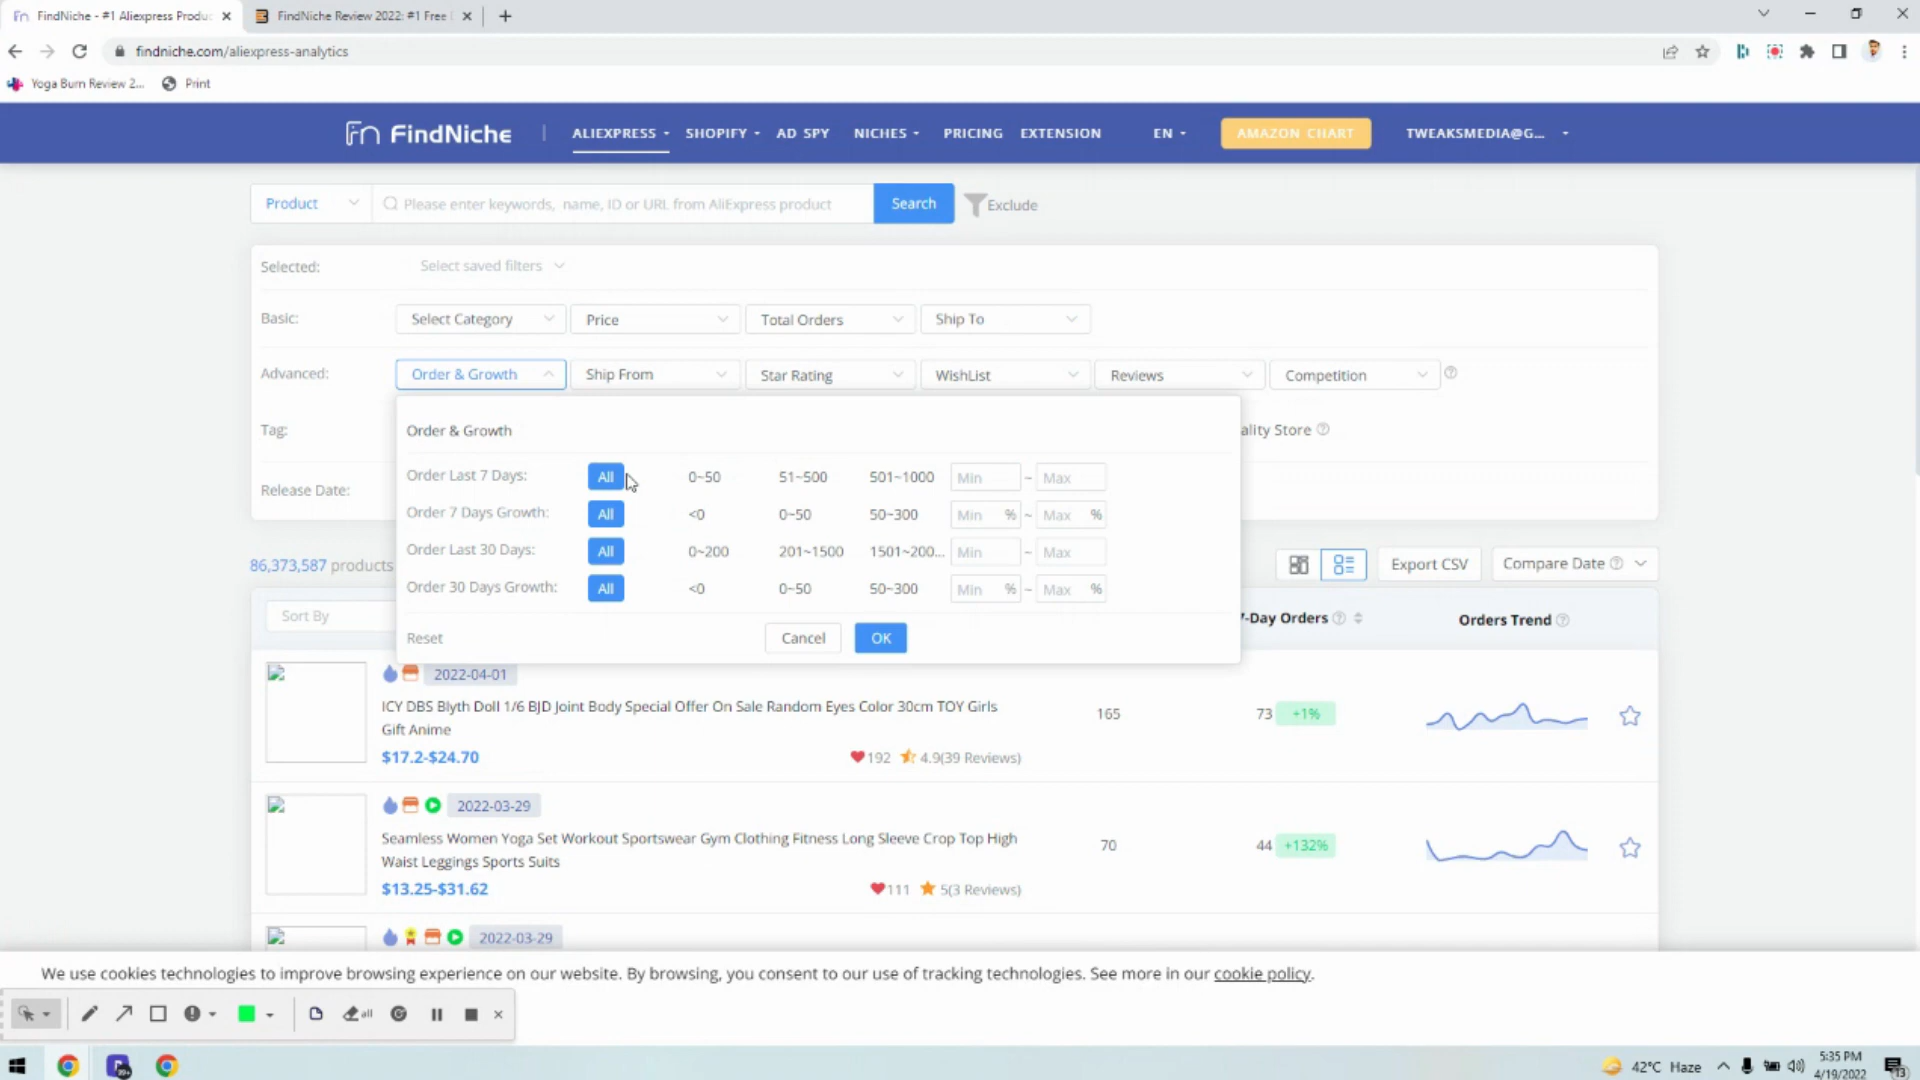 FindNiche - #1 Aliexpress Produ
FindNiche Review 2022: #1 Free
findniche.com/aliexpress-analytics
Yoga Burn Review 2... Print
FindNiche ALIEXPRESS SHOPIFY AD SPY NICHES PRICING EXTENSION EN AMAZON CHART TWEAKSMEDIA@G...
Product Please enter keywords, name, ID or URL from AliExpress product Search Exclude
Selected: Select saved filters
Basic: Select Category Price Total Orders Ship To
Advanced: Order & Growth Ship From Star Rating WishList Reviews Competition
Tag: ality Store
Order & Growth
Order Last 7 Days: All 0~50 51~500 501~1000 Min ~ Max
Release Date:
Order 7 Days Growth: All <0 0~50 50~300 Min % ~ Max %
Order Last 30 Days: All 0~200 201~1500 1501~200... Min ~ Max
86,373,587 products Export CSV Compare Date
Order 30 Days Growth: All <0 0~50 50~300 Min % ~ Max %
Sort By 7-Day Orders Orders Trend
Reset Cancel OK
2022-04-01
ICY DBS Blyth Doll 1/6 BJD Joint Body Special Offer On Sale Random Eyes Color 30cm TOY Girls
Gift Anime
165 73 +1%
$17.2-$24.70 192 4.9(39 Reviews)
2022-03-29
Seamless Women Yoga Set Workout Sportswear Gym Clothing Fitness Long Sleeve Crop Top High
Waist Leggings Sports Suits
70 44 +132%
$13.25-$31.62 111 5(3 Reviews)
2022-03-29
We use cookies technologies to improve browsing experience on our website. By browsing, you consent to our use of tracking technologies. See more in our cookie policy.
all
42°C Haze 5:35 PM
4/19/2022